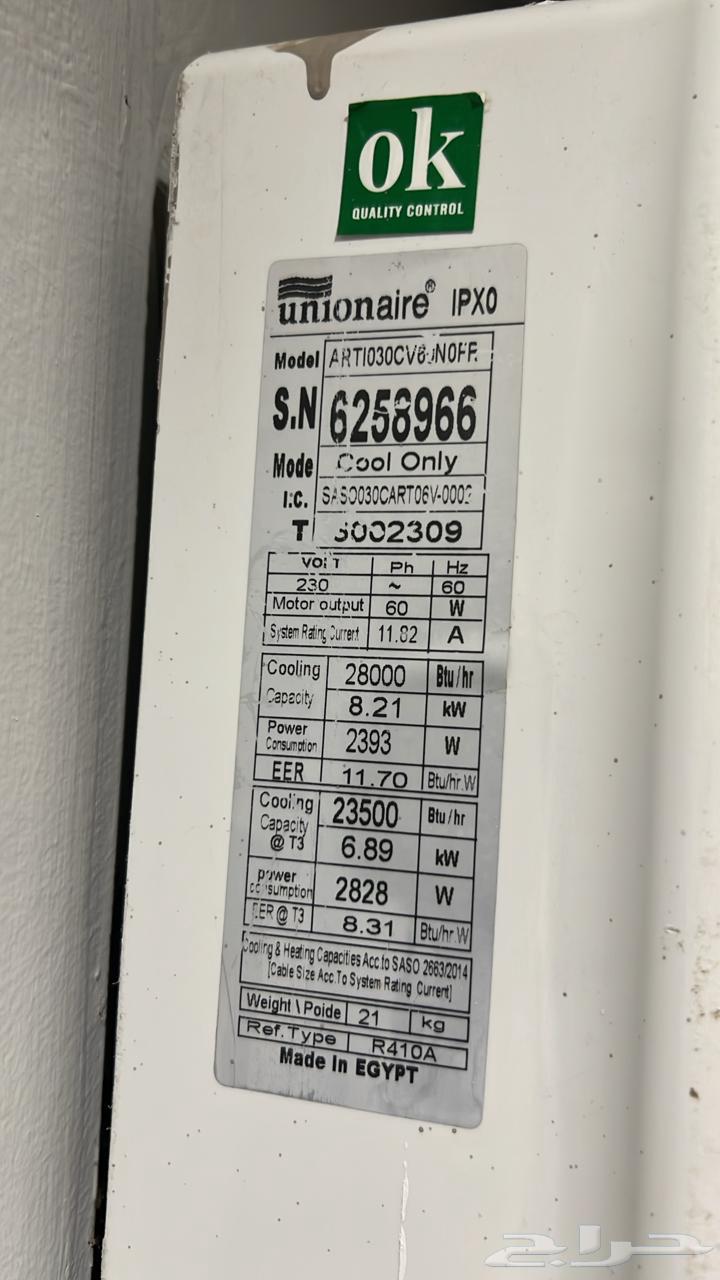 ok
QUALITY CONTROL
unionaire® IPX0
Model
S.N 6258966
Mode Cool Only
I.C.
T
VOLT Ph Hz
230 ~ 60
Motor output 60 W
System Rating Current 11.82 A
Cooling Capacity 28000 Btu/hr
8.21 kW
Power Consumption 2393 W
EER 11.70 Btu/hr.W
Cooling Capacity @ T3 23500 Btu/hr
6.89 kW
power consumption 2828 W
EER @ T3 8.31 Btu/hr.W
Cooling & Heating Capacities Acc.to SASO 2663/2014
[Cable Size Acc.To System Rating Current]
Weight \ Poide 21 kg
Ref.Type R410A
Made In EGYPT
حراج